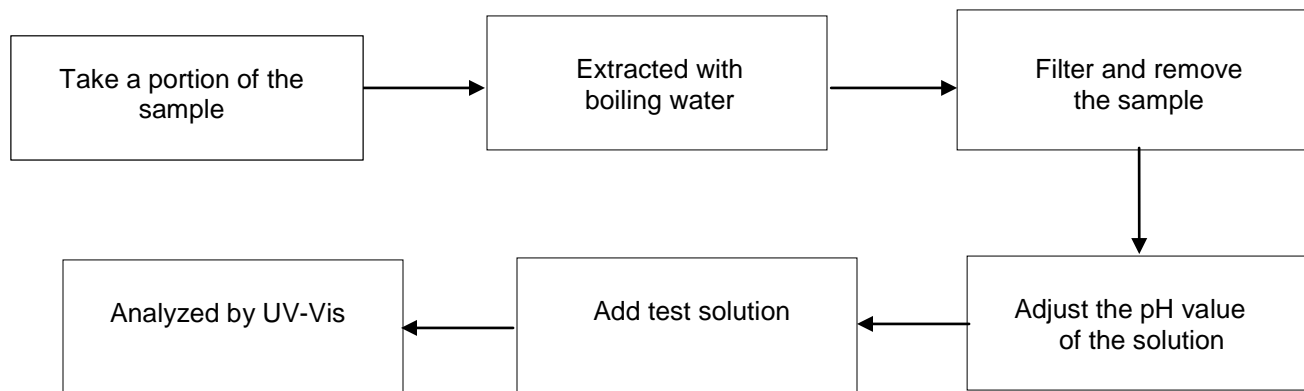 Take a portion of the
sample
Extracted with
boiling water
Filter and remove
the sample
Adjust the pH value
of the solution
Add test solution
Analyzed by UV-Vis